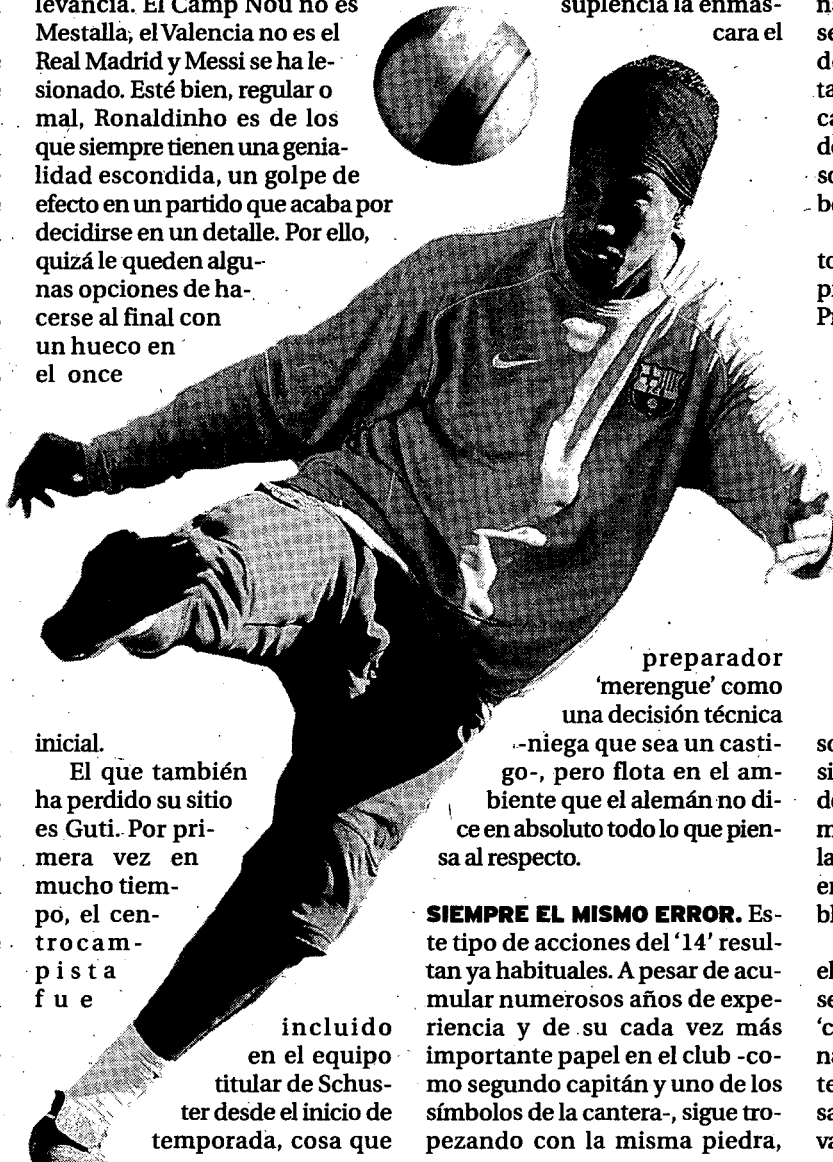 levancia. El Camp Nou no es
Mestalla, el Valencia no es el
Real Madrid y Messi se ha le-
sionado. Esté bien, regular o
mal, Ronaldinho es de los
que siempre tienen una genia-
lidad escondida, un golpe de
efecto en un partido que acaba por
decidirse en un detalle. Por ello,
quizá le queden algu-
nas opciones de ha-
cerse al final con
un hueco en
el once
inicial.
El que también
ha perdido su sitio
es Guti. Por pri-
mera vez en
mucho tiem-
po, el cen-
trocam-
pista
fue
incluido
en el equipo
titular de Schus-
ter desde el inicio de
temporada, cosa que
suplencia la enmas-
cara el
preparador
‘merengue’ como
una decisión técnica
-niega que sea un casti-
go-, pero flota en el am-
biente que el alemán no di-
ce en absoluto todo lo que pien-
sa al respecto.
SIEMPRE EL MISMO ERROR. Es-
te tipo de acciones del ‘14’ resul-
tan ya habituales. A pesar de acu-
mular numerosos años de expe-
riencia y de su cada vez más
importante papel en el club -co-
mo segundo capitán y uno de los
símbolos de la cantera-, sigue tro-
pezando con la misma piedra,